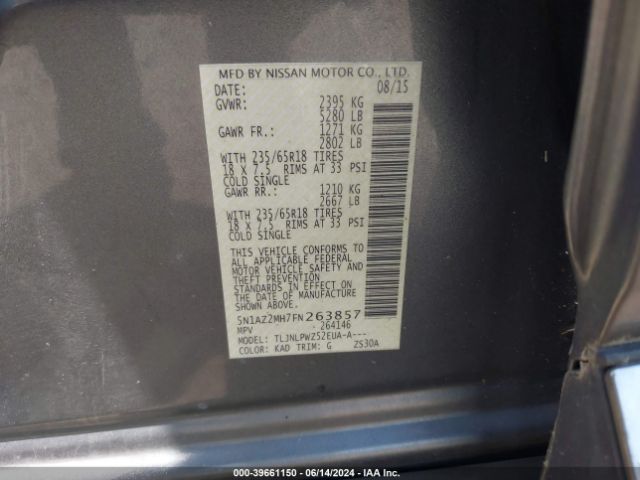 MFD BY NISSAN MOTOR CO., LTD.
DATE: 08/15
GVWR: 2395 KG
5280 LB
GAWR FR.: 1271 KG
2802 LB
WITH 235/65R18 TIRES
18 X 7.5 RIMS AT 33 PSI
COLD SINGLE
GAWR RR.: 1210 KG
2667 LB
WITH 235/65R18 TIRES
18 X 7.5 RIMS AT 33 PSI
COLD SINGLE
THIS VEHICLE CONFORMS TO
ALL APPLICABLE FEDERAL
MOTOR VEHICLE SAFETY AND
THEFT PREVENTION
STANDARDS IN EFFECT ON
THE DATE OF MANUFACTURE
SHOWN ABOVE.
5N1AZ2MH7FN263857
MPV 264146
MODEL: TLJNLPWZ52EUA-A---
COLOR: KAD TRIM: G ZS30A
000-39661150 - 06/14/2024 - IAA Inc.